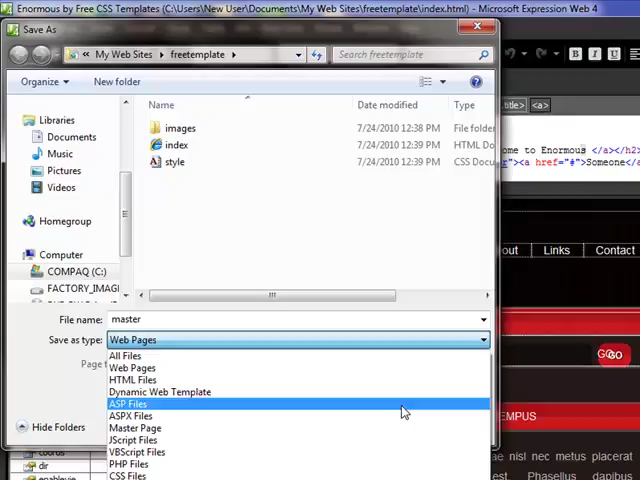 Enormous by Free CSS Templates (C:\Users\New User\Documents\My Web Sites\freetemplate\index.html) - Microsoft Expression Web 4
Save As
« My Web Sites ▸ freetemplate ▸
Search freetemplate
Organize
New folder
Name
Date modified
Type
Libraries
Documents
Music
Pictures
Videos
Homegroup
Computer
COMPAQ (C:)
FACTORY_IMAG
images 7/24/2010 12:38 PM File folder
index 7/24/2010 12:39 PM HTML Do
style 7/24/2010 12:39 PM CSS Docu
File name: master
Save as type: Web Pages
Page t
All Files
Web Pages
HTML Files
Dynamic Web Template
ASP Files
ASPX Files
Master Page
JScript Files
VBScript Files
PHP Files
CSS Files
Hide Folders
dir
B I U
.title> <a>
me to Enormous </a></h2
"><a href="#">Someone</a
out Links Contact
GO
EMPUS
ae nisl nec metus placerat
est. Phasellus dapibus